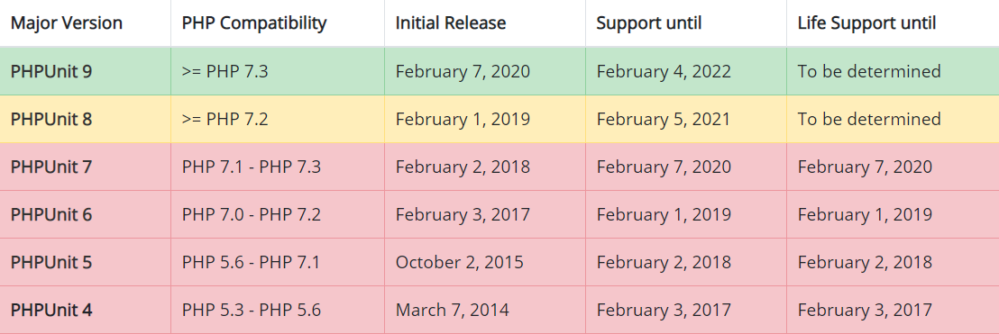 Major Version PHP Compatibility Initial Release Support until Life Support until
PHPUnit 9 >= PHP 7.3 February 7, 2020 February 4, 2022 To be determined
PHPUnit 8 >= PHP 7.2 February 1, 2019 February 5, 2021 To be determined
PHPUnit 7 PHP 7.1 - PHP 7.3 February 2, 2018 February 7, 2020 February 7, 2020
PHPUnit 6 PHP 7.0 - PHP 7.2 February 3, 2017 February 1, 2019 February 1, 2019
PHPUnit 5 PHP 5.6 - PHP 7.1 October 2, 2015 February 2, 2018 February 2, 2018
PHPUnit 4 PHP 5.3 - PHP 5.6 March 7, 2014 February 3, 2017 February 3, 2017